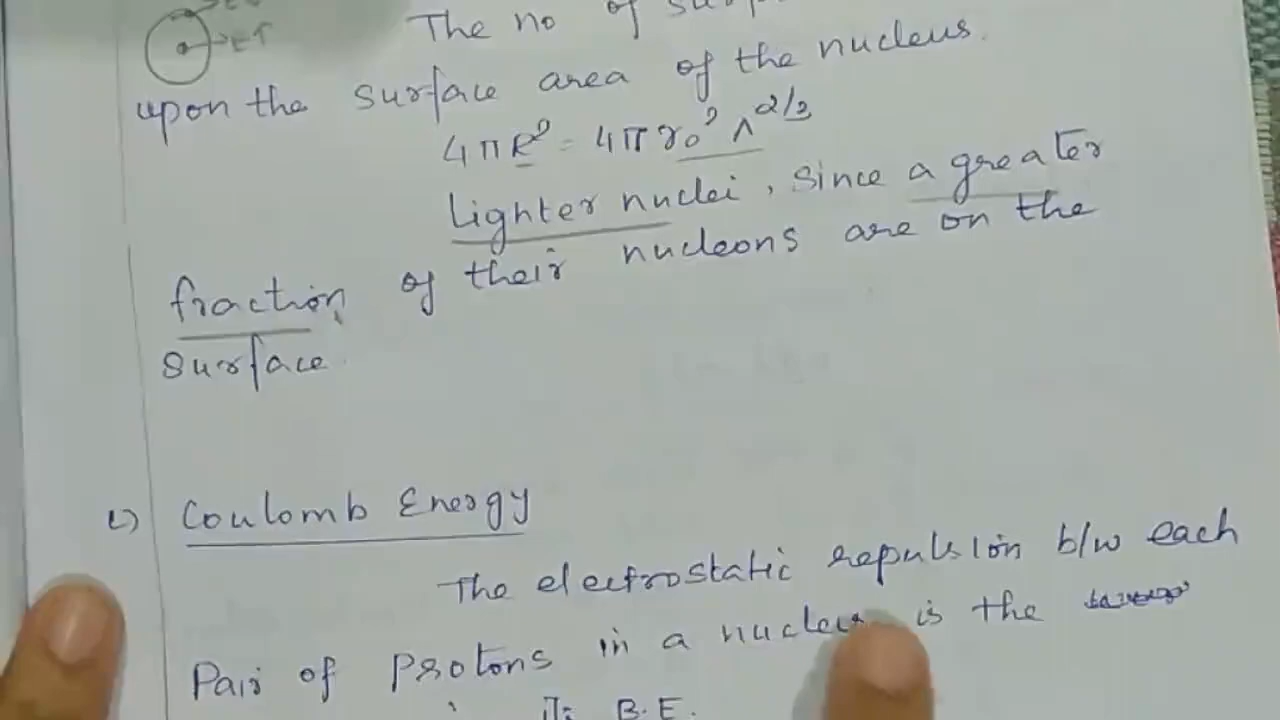 The no of
upon the surface area of the nucleus.
4πR² = 4π r₀² A^2/3
Lighter nuclei, since a greater
fraction of their nucleons are on the
surface.
c) Coulomb Energy
The electrostatic repulsion b/w each
Pair of Protons in a nucleus is the
B.E.